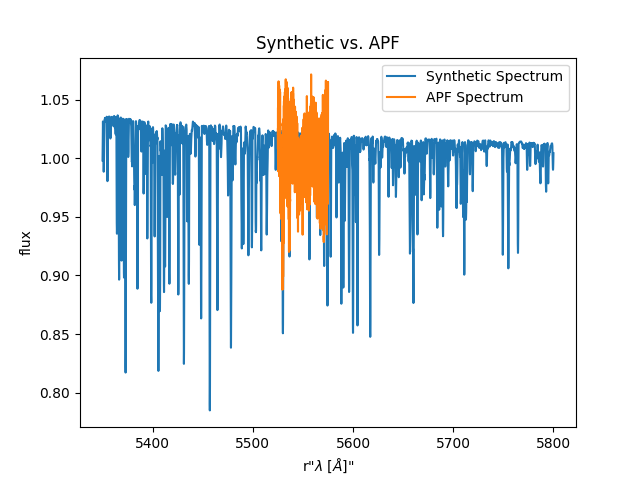 Synthetic vs. APF
Synthetic Spectrum
APF Spectrum
1.05
1.00
0.95
0.90
0.85
0.80
flux
5400 5500 5600 5700 5800
r"λ [Å]"